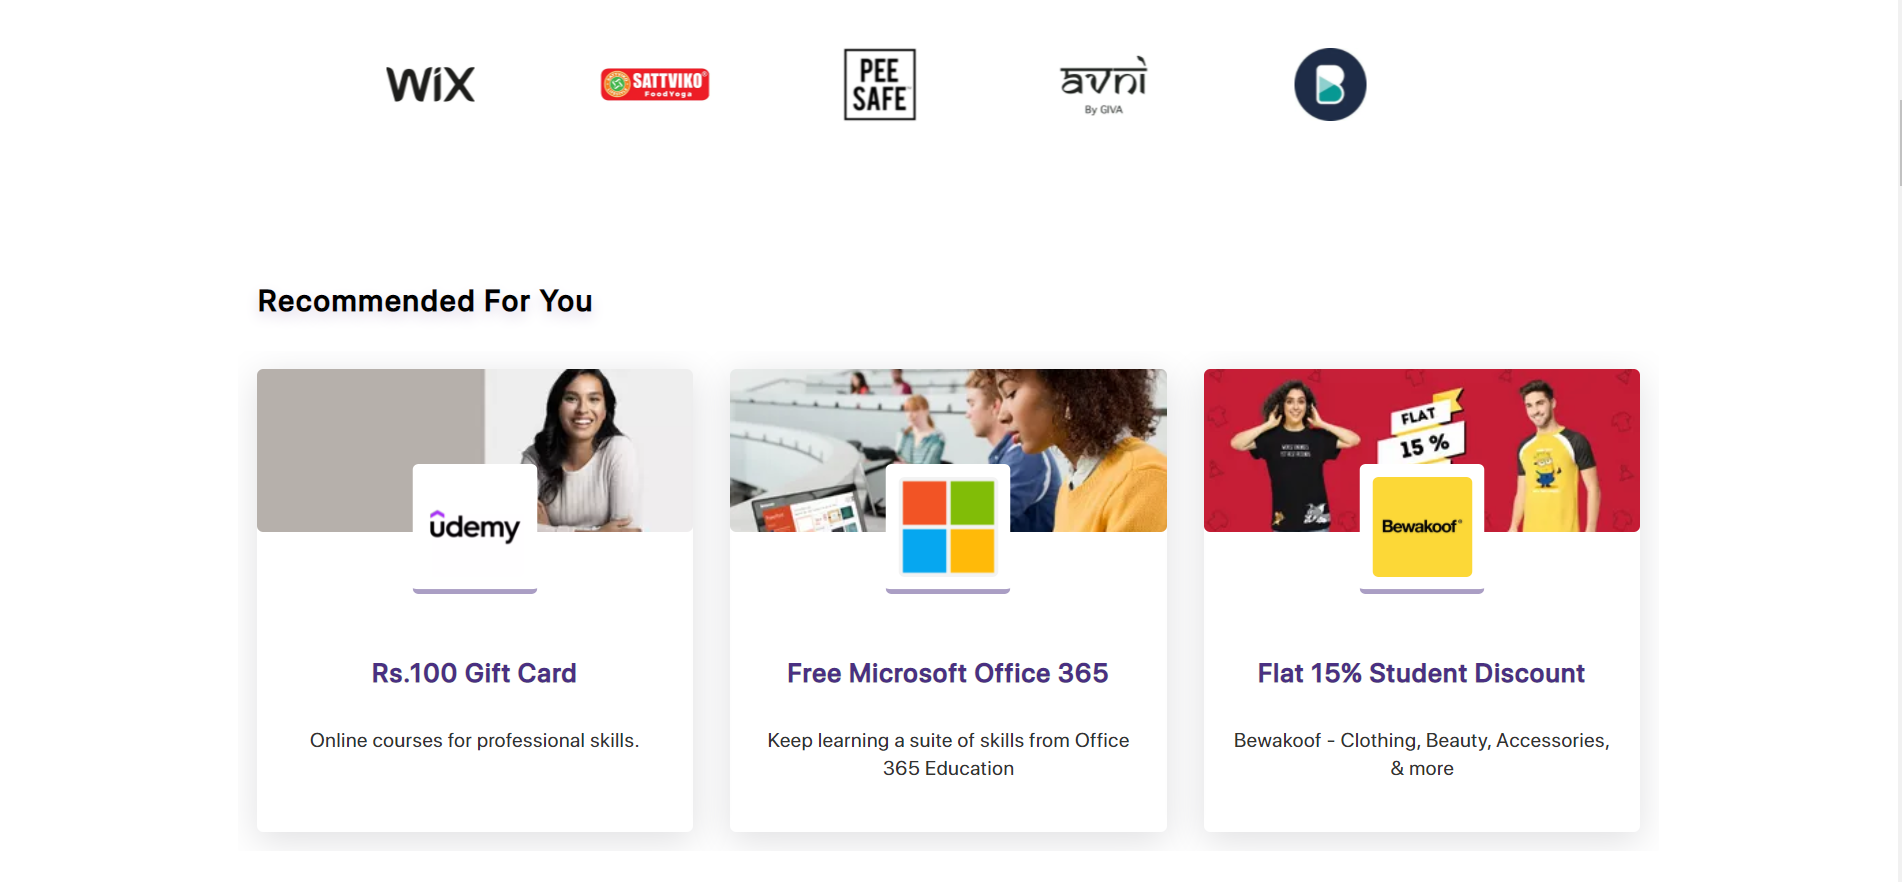 WiX
SATTVIKO®
FoodYoga
PEE
SAFE
avni
By GIVA
B
Recommended For You
udemy
FLAT
15 %
Bewakoof®
Rs.100 Gift Card
Free Microsoft Office 365
Flat 15% Student Discount
Online courses for professional skills.
Keep learning a suite of skills from Office
365 Education
Bewakoof - Clothing, Beauty, Accessories,
& more